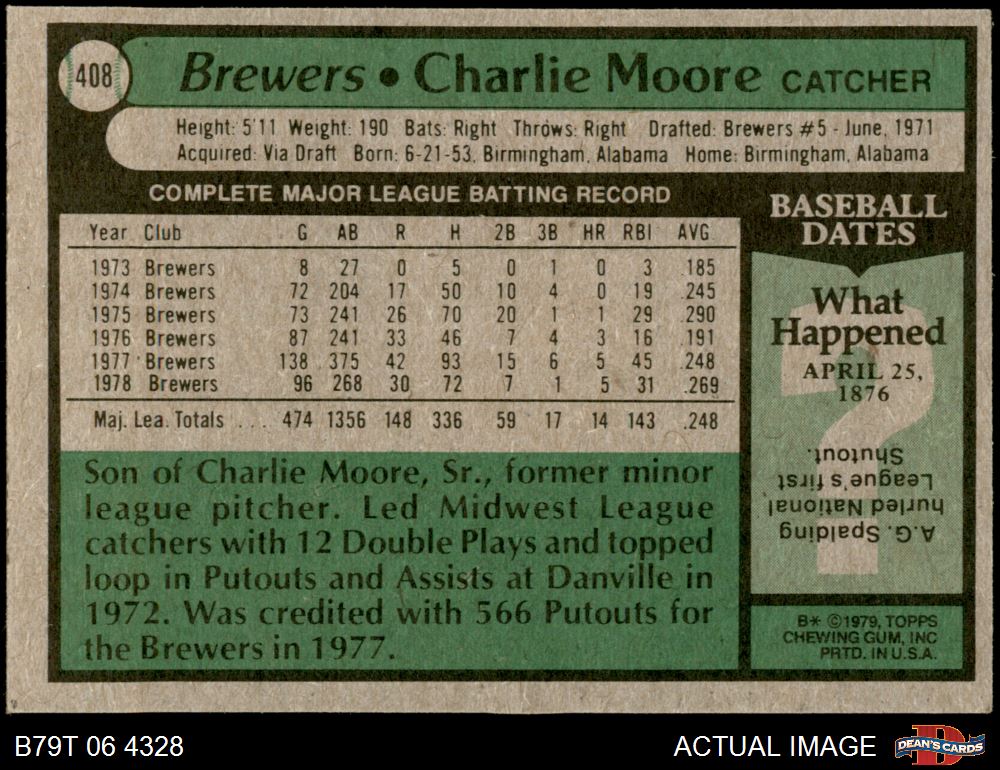 408
Brewers • Charlie Moore CATCHER
Height: 5'11 Weight: 190 Bats: Right Throws: Right Drafted: Brewers #5 - June, 1971
Acquired: Via Draft Born: 6-21-53, Birmingham, Alabama Home: Birmingham, Alabama
COMPLETE MAJOR LEAGUE BATTING RECORD
Year Club G AB R H 2B 3B HR RBI AVG.
1973 Brewers 8 27 0 5 0 1 0 3 .185
1974 Brewers 72 204 17 50 10 4 0 19 .245
1975 Brewers 73 241 26 70 20 1 1 29 .290
1976 Brewers 87 241 33 46 7 4 3 16 .191
1977 Brewers 138 375 42 93 15 6 5 45 .248
1978 Brewers 96 268 30 72 7 1 5 31 .269
Maj. Lea. Totals ... 474 1356 148 336 59 17 14 143 .248
Son of Charlie Moore, Sr., former minor
league pitcher. Led Midwest League
catchers with 12 Double Plays and topped
loop in Putouts and Assists at Danville in
1972. Was credited with 566 Putouts for
the Brewers in 1977.
BASEBALL
DATES
What
Happened
APRIL 25,
1876
?
A.G. Spalding
hurled National
League's first
Shutout.
B* ©1979, TOPPS
CHEWING GUM, INC
PRTD. IN U.S.A.
B79T 06 4328
ACTUAL IMAGE
D
DEAN'S CARDS